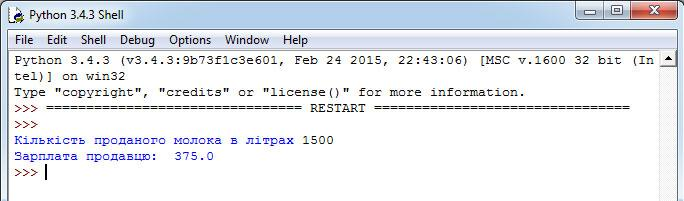 Python 3.4.3 Shell
File Edit Shell Debug Options Window Help
Python 3.4.3 (v3.4.3:9b73f1c3e601, Feb 24 2015, 22:43:06) [MSC v.1600 32 bit (In
tel)] on win32
Type "copyright", "credits" or "license()" for more information.
>>> ================================ RESTART ================================
>>>
Кількість проданого молока в літрах 1500
Зарплата продавцю:  375.0
>>>